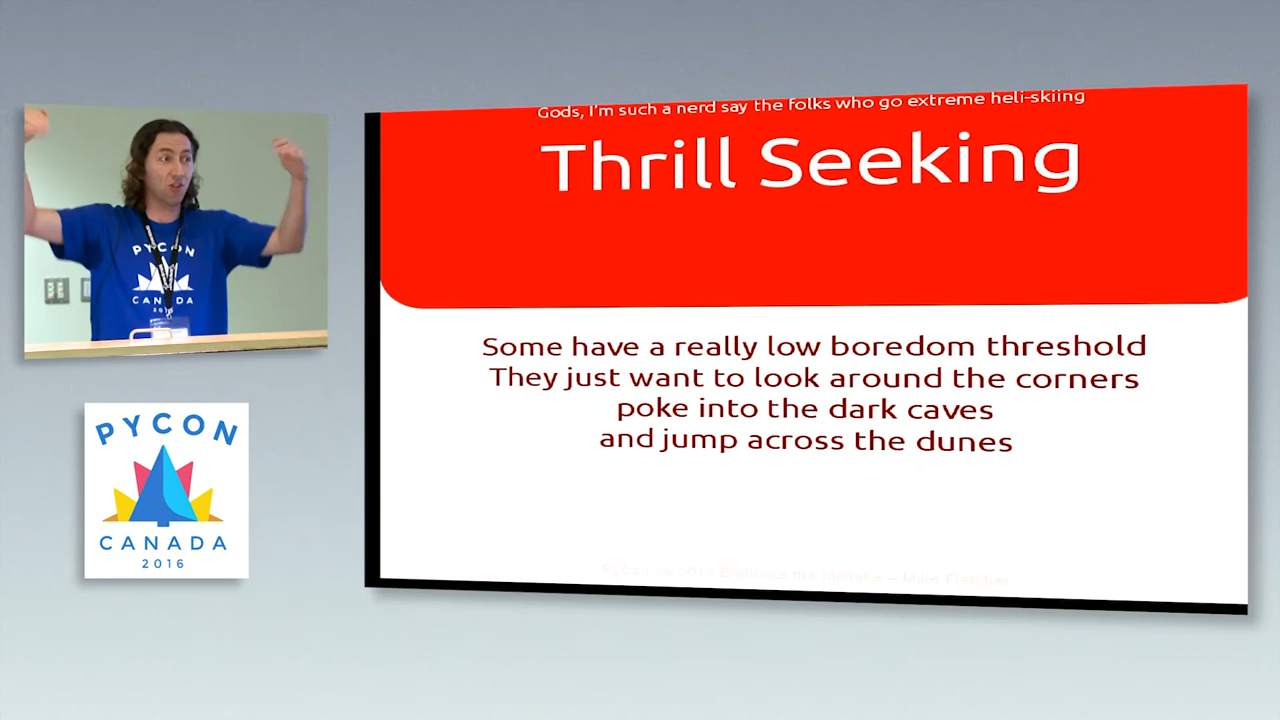 Gods, I'm such a nerd say the folks who go extreme heli-skiing
Thrill Seeking
Some have a really low boredom threshold
They just want to look around the corners
poke into the dark caves
and jump across the dunes
Mike Fletcher
PYCON
CANADA
2016
PYCON
CANADA
2016